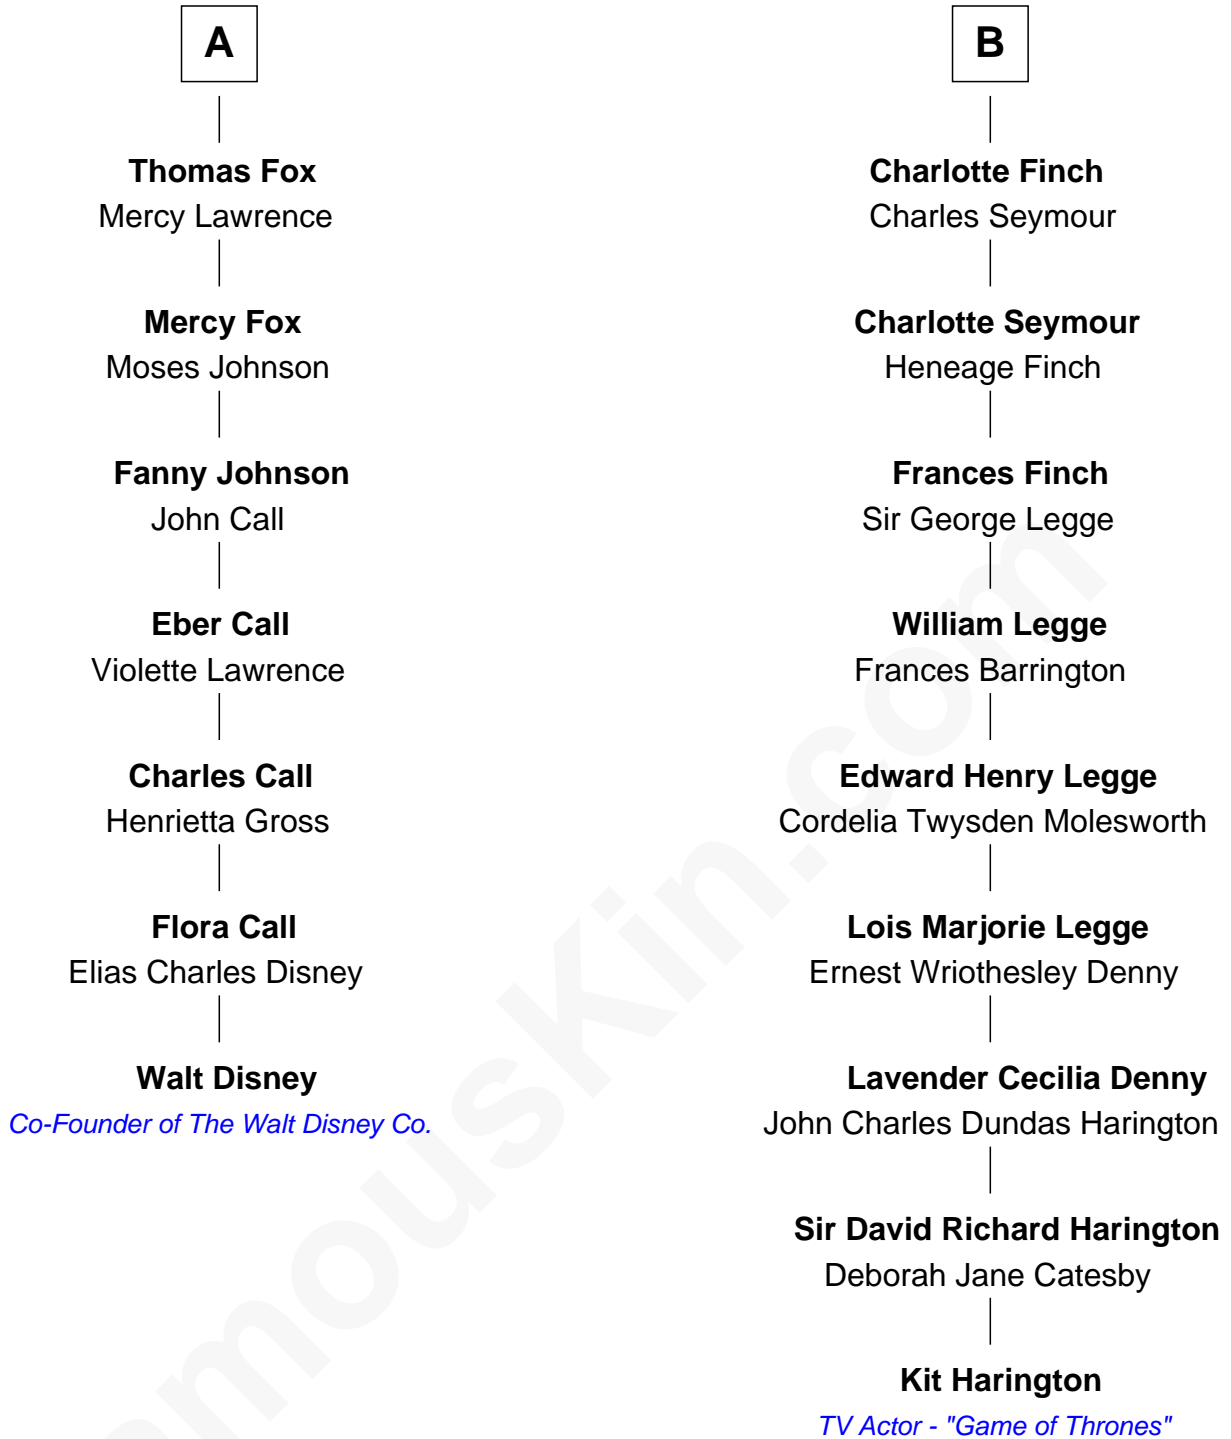 A
Thomas Fox
Mercy Lawrence
Mercy Fox
Moses Johnson
Fanny Johnson
John Call
Eber Call
Violette Lawrence
Charles Call
Henrietta Gross
Flora Call
Elias Charles Disney
Walt Disney
Co-Founder of The Walt Disney Co.
B
Charlotte Finch
Charles Seymour
Charlotte Seymour
Heneage Finch
Frances Finch
Sir George Legge
William Legge
Frances Barrington
Edward Henry Legge
Cordelia Twysden Molesworth
Lois Marjorie Legge
Ernest Wriothesley Denny
Lavender Cecilia Denny
John Charles Dundas Harington
Sir David Richard Harington
Deborah Jane Catesby
Kit Harington
TV Actor - "Game of Thrones"
mousKin.com